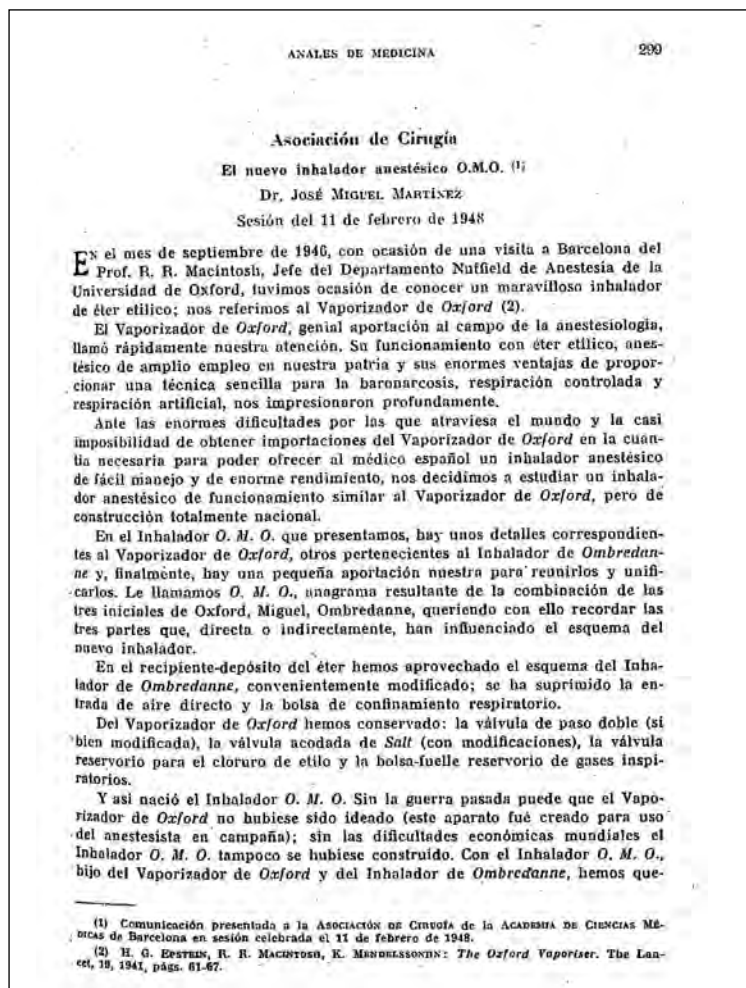 ANALES DE MEDICINA 299
Asociación de Cirugía
El nuevo inhalador anestésico O.M.O. (1)
Dr. JOSÉ MIGUEL MARTÍNEZ
Sesión del 11 de febrero de 1948
EN el mes de septiembre de 1946, con ocasión de una visita a Barcelona del
Prof. R. R. Macintosh, Jefe del Departamento Nutfield de Anestesia de la
Universidad de Oxford, tuvimos ocasión de conocer un maravilloso inhalador
de éter etílico; nos referimos al Vaporizador de Oxford (2).
El Vaporizador de Oxford, genial aportación al campo de la anestesiología,
llamó rápidamente nuestra atención. Su funcionamiento con éter etílico, anes-
tésico de amplio empleo en nuestra patria y sus enormes ventajas de propor-
cionar una técnica sencilla para la baronarcosis, respiración controlada y
respiración artificial, nos impresionaron profundamente.
Ante las enormes dificultades por las que atraviesa el mundo y la casi
imposibilidad de obtener importaciones del Vaporizador de Oxford en la cuan-
tía necesaria para poder ofrecer al médico español un inhalador anestésico
de fácil manejo y de enorme rendimiento, nos decidimos a estudiar un inhala-
dor anestésico de funcionamiento similar al Vaporizador de Oxford, pero de
construcción totalmente nacional.
En el Inhalador O. M. O. que presentamos, hay unos detalles correspondien-
tes al Vaporizador de Oxford, otros pertenecientes al Inhalador de Ombredan-
ne y, finalmente, hay una pequeña aportación nuestra para reunirlos y unifi-
carlos. Le llamamos O. M. O., anagrama resultante de la combinación de las
tres iniciales de Oxford, Miguel, Ombredanne, queriendo con ello recordar las
tres partes que, directa o indirectamente, han influenciado el esquema del
nuevo inhalador.
En el recipiente-depósito del éter hemos aprovechado el esquema del Inha-
lador de Ombredanne, convenientemente modificado; se ha suprimido la en-
trada de aire directo y la bolsa de confinamiento respiratorio.
Del Vaporizador de Oxford hemos conservado: la válvula de paso doble (si
bien modificada), la válvula acodada de Salt (con modificaciones), la válvula
reservorio para el cloruro de etilo y la bolsa-fuelle reservorio de gases inspi-
ratorios.
Y así nació el Inhalador O. M. O. Sin la guerra pasada puede que el Vapo-
rizador de Oxford no hubiese sido ideado (este aparato fué creado para uso
del anestesista en campaña); sin las dificultades económicas mundiales el
Inhalador O. M. O. tampoco se hubiese construído. Con el Inhalador O. M. O.,
hijo del Vaporizador de Oxford y del Inhalador de Ombredanne, hemos que-
(1) Comunicación presentada a la ASOCIACIÓN DE CIRUGÍA de la ACADEMIA DE CIENCIAS MÉ-
DICAS de Barcelona en sesión celebrada el 11 de febrero de 1948.
(2) H. G. EPSTEIN, R. R. MACINTOSH, K. MENDELSSONDN: The Oxford Vaporiser. The Lan-
cet, 19, 1941, págs. 61-67.